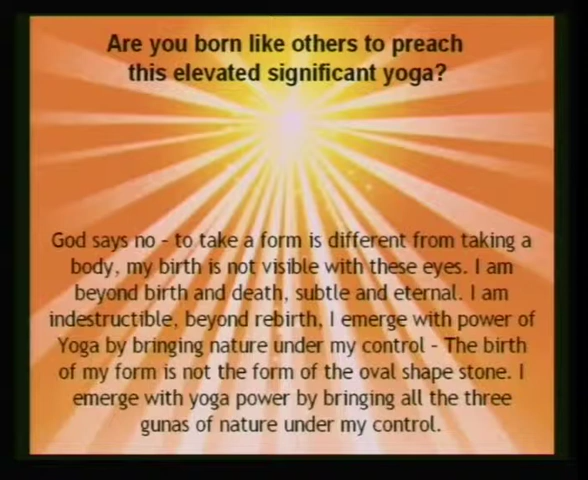 Are you born like others to preach
this elevated significant yoga?
God says no - to take a form is different from taking a
body, my birth is not visible with these eyes. I am
beyond birth and death, subtle and eternal. I am
indestructible, beyond rebirth, I emerge with power of
Yoga by bringing nature under my control - The birth
of my form is not the form of the oval shape stone. I
emerge with yoga power by bringing all the three
gunas of nature under my control.